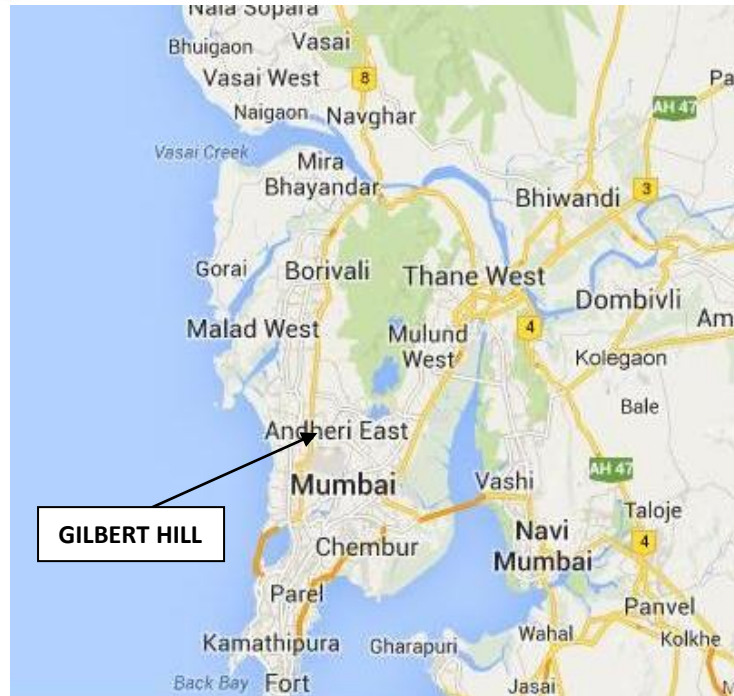 Nala Sopara
Bhuigaon
Vasai
Vasai West
8
Pa
Naigaon
Navghar
AH 47
Vasai Creek
Mira
Bhayandar
Bhiwandi
3
Gorai
Borivali
Thane West
Dombivli
Malad West
Mulund
West
4
Am
Kolegaon
Bale
Andheri East
AH 47
Mumbai
Vashi
Taloje
GILBERT HILL
Chembur
Navi
Mumbai
4
Parel
Panvel
Kamathipura
Gharapuri
Wahal
Kolkhe
Back Bay
Fort
Jasai